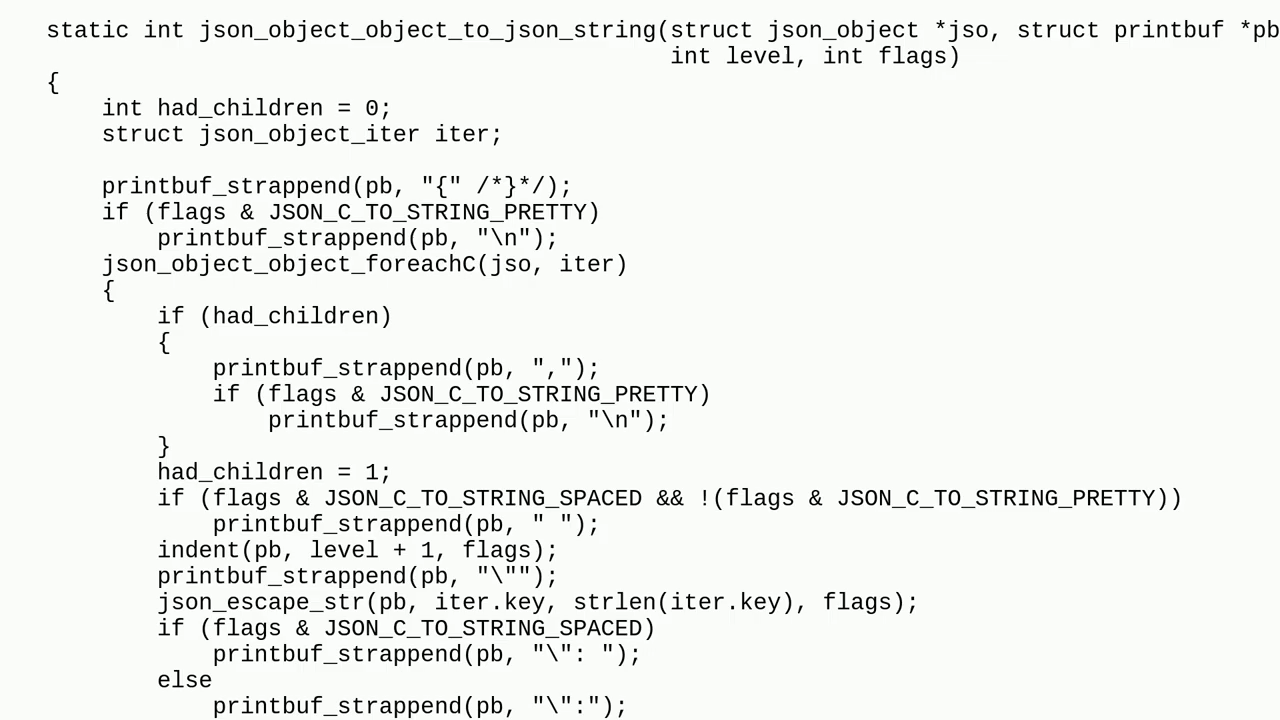 static int json_object_object_to_json_string(struct json_object *jso, struct printbuf *pb
int level, int flags)
{
int had_children = 0;
struct json_object_iter iter;
printbuf_strappend(pb, "{" /*}*/);
if (flags & JSON_C_TO_STRING_PRETTY)
printbuf_strappend(pb, "\n");
json_object_object_foreachC(jso, iter)
{
if (had_children)
{
printbuf_strappend(pb, ",");
if (flags & JSON_C_TO_STRING_PRETTY)
printbuf_strappend(pb, "\n");
}
had_children = 1;
if (flags & JSON_C_TO_STRING_SPACED && !(flags & JSON_C_TO_STRING_PRETTY))
printbuf_strappend(pb, " ");
indent(pb, level + 1, flags);
printbuf_strappend(pb, "\"");
json_escape_str(pb, iter.key, strlen(iter.key), flags);
if (flags & JSON_C_TO_STRING_SPACED)
printbuf_strappend(pb, "\": ");
else
printbuf_strappend(pb, "\":");